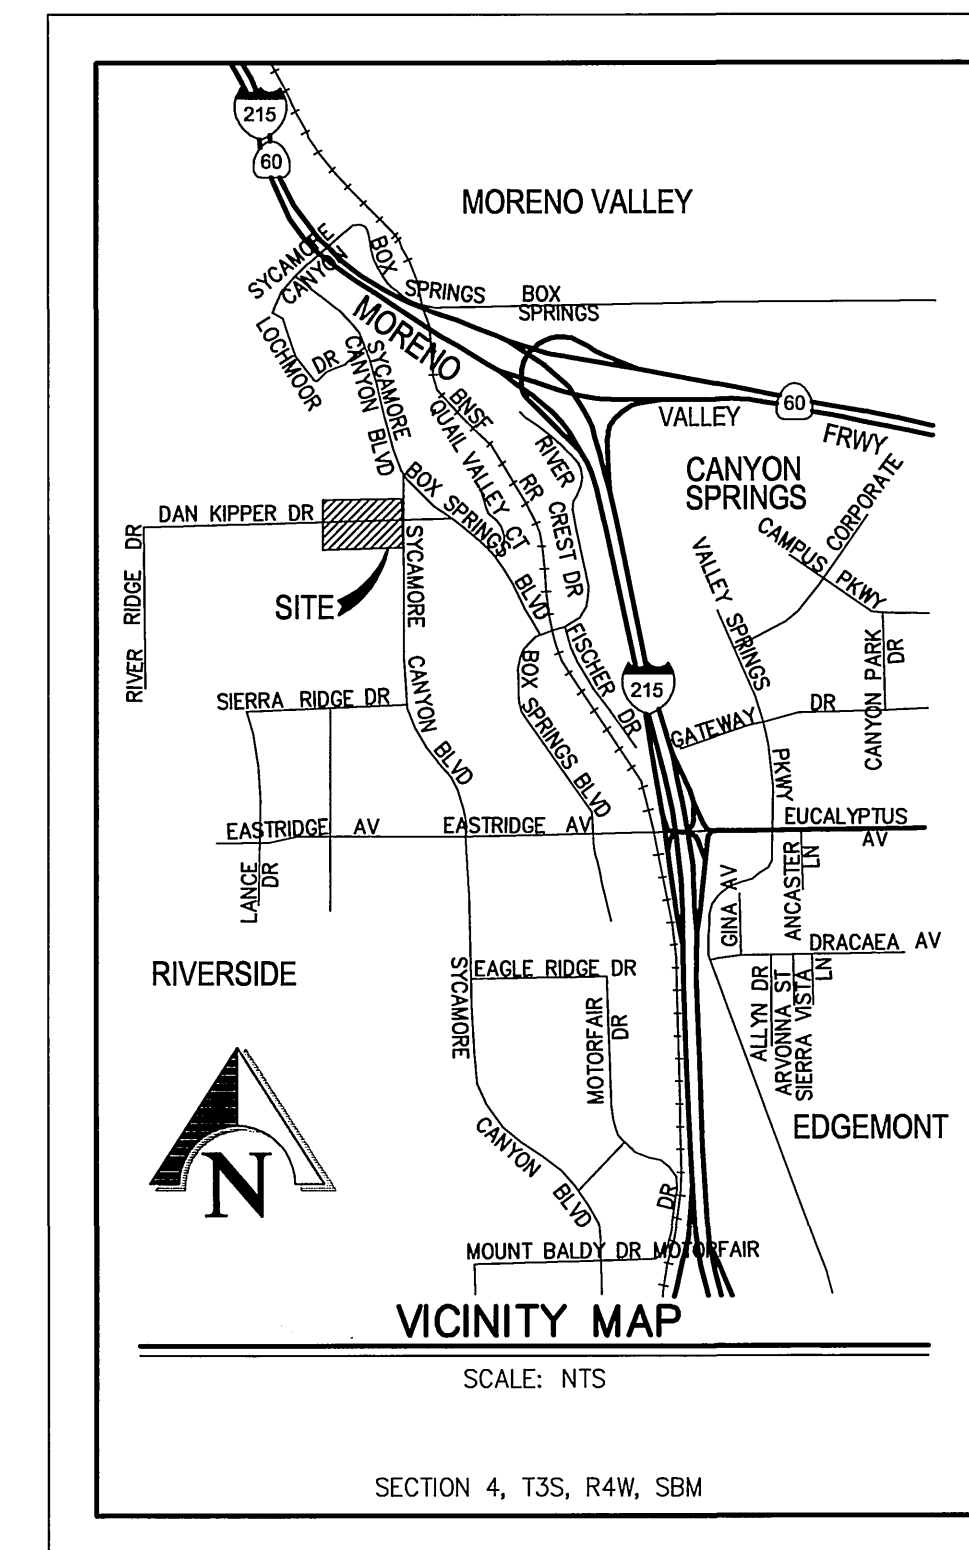 215
60
MORENO VALLEY
SYCAMORE
CANYON
BOX
SPRINGS
BOX
SPRINGS
MORENO
VALLEY
60
FRWY
LOCHMOOR
DR
SYCAMORE
CANYON BLVD
BNSF
RR
QUAIL VALLEY CT
RIVER
CREST DR
CANYON
SPRINGS
CORPORATE
CAMPUS PKWY
BOX SPRINGS
BLVD
DAN KIPPER DR
RIVER RIDGE DR
SITE
SYCAMORE
CANYON BLVD
VALLEY SPRINGS
PKWY
FISCHER DR
BOX SPRINGS BLVD
215
CANYON PARK
DR
SIERRA RIDGE DR
GATEWAY
DR
EUCALYPTUS
AV
EASTRIDGE AV
EASTRIDGE AV
LANCE
DR
GINA AV
ANCASTER
LN
DRACAEA AV
RIVERSIDE
SYCAMORE
EAGLE RIDGE DR
MOTORFAIR
DR
ALLYN DR
ARVONNA ST
SIERRA VISTA
LN
EDGEMONT
N
CANYON
BLVD
DR
MOUNT BALDY DR MOTORFAIR
VICINITY MAP
SCALE: NTS
SECTION 4, T3S, R4W, SBM